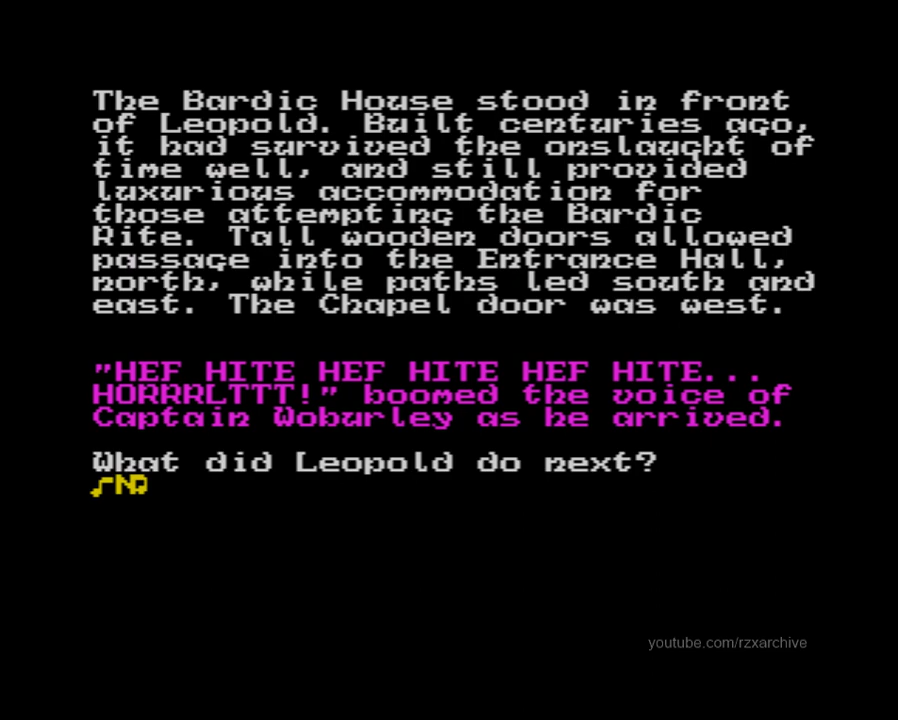 The Bardic House stood in front
of Leopold. Built centuries ago,
it had survived the onslaught of
time well, and still provided
luxurious accommodation for
those attempting the Bardic
Rite. Tall wooden doors allowed
passage into the Entrance Hall,
north, while paths led south and
east. The Chapel door was west.
"HEF HITE HEF HITE HEF HITE...
HORRRLTTT!" boomed the voice of
Captain Woburley as he arrived.
What did Leopold do next?
N
youtube.com/rzxarchive